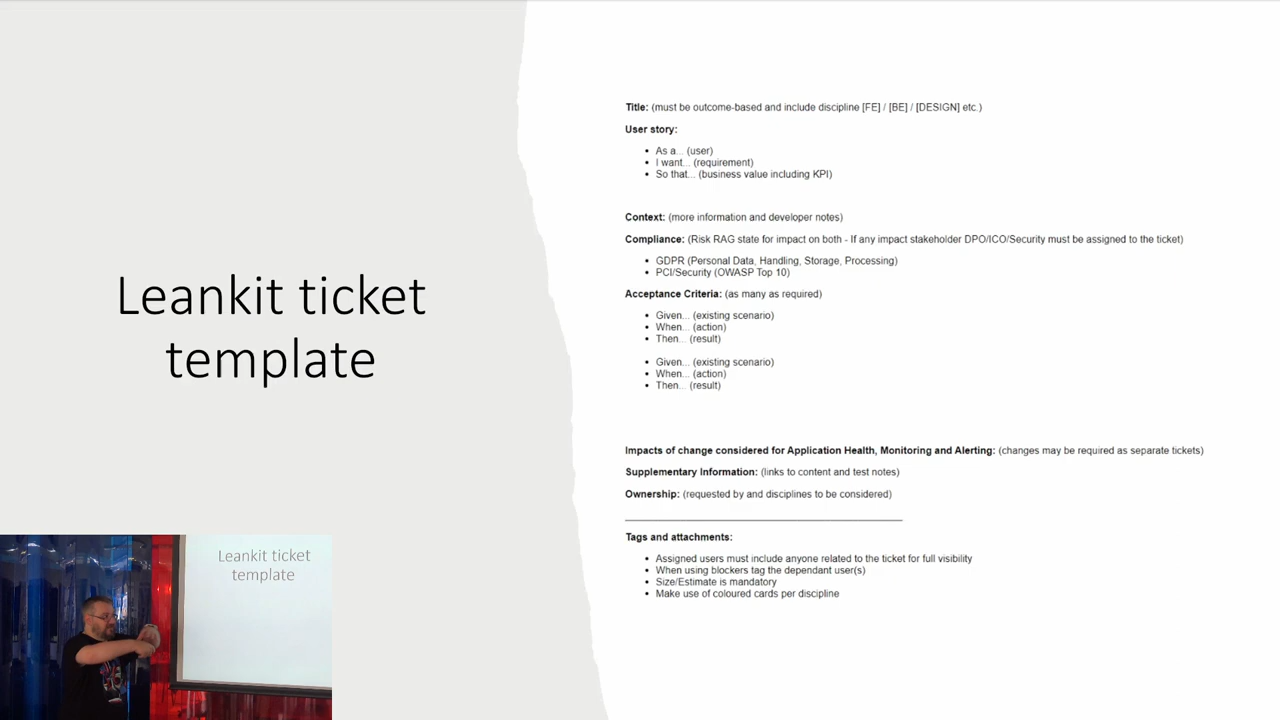 Leankit ticket
template
Title: (must be outcome-based and include discipline [FE] / [BE] / [DESIGN] etc.)
User story:
• As a... (user)
• I want... (requirement)
• So that... (business value including KPI)
Context: (more information and developer notes)
Compliance: (Risk RAG state for impact on both - If any impact stakeholder DPO/ICO/Security must be assigned to the ticket)
• GDPR (Personal Data, Handling, Storage, Processing)
• PCI/Security (OWASP Top 10)
Acceptance Criteria: (as many as required)
• Given... (existing scenario)
• When... (action)
• Then... (result)
• Given... (existing scenario)
• When... (action)
• Then... (result)
Impacts of change considered for Application Health, Monitoring and Alerting: (changes may be required as separate tickets)
Supplementary Information: (links to content and test notes)
Ownership: (requested by and disciplines to be considered)
Tags and attachments:
• Assigned users must include anyone related to the ticket for full visibility
• When using blockers tag the dependant user(s)
• Size/Estimate is mandatory
• Make use of coloured cards per discipline
Leankit ticket
template